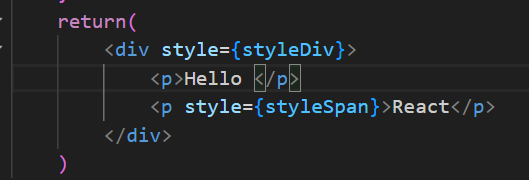 return(
<div style={styleDiv}>
<p>Hello </p>
<p style={styleSpan}>React</p>
</div>
)